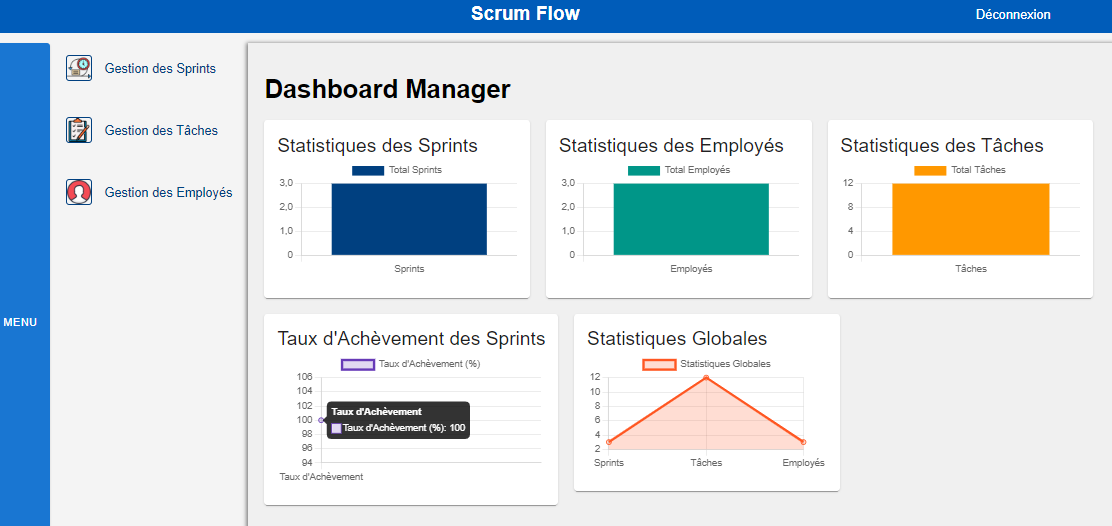 Scrum Flow
Déconnexion
MENU
Gestion des Sprints
Gestion des Tâches
Gestion des Employés
Dashboard Manager
Statistiques des Sprints
Total Sprints
3,0
2,0
1,0
0
Sprints
Statistiques des Employés
Total Employés
3,0
2,0
1,0
0
Employés
Statistiques des Tâches
Total Tâches
12
8
4
0
Tâches
Taux d'Achèvement des Sprints
Taux d'Achèvement (%)
106
104
102
100
98
96
94
Taux d'Achèvement
Taux d'Achèvement (%): 100
Taux d'Achèvement
Statistiques Globales
Statistiques Globales
12
10
8
6
4
2
Sprints Tâches Employés